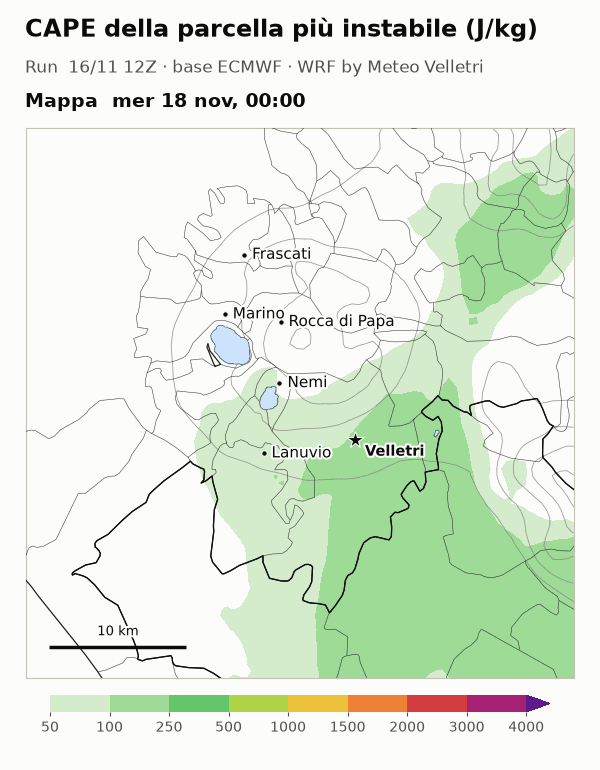 CAPE della parcella più instabile (J/kg)
Run  16/11 12Z · base ECMWF · WRF by Meteo Velletri
Mappa  mer 18 nov, 00:00
Frascati
Marino
Rocca di Papa
Nemi
Velletri
Lanuvio
10 km
50 100 250 500 1000 1500 2000 3000 4000